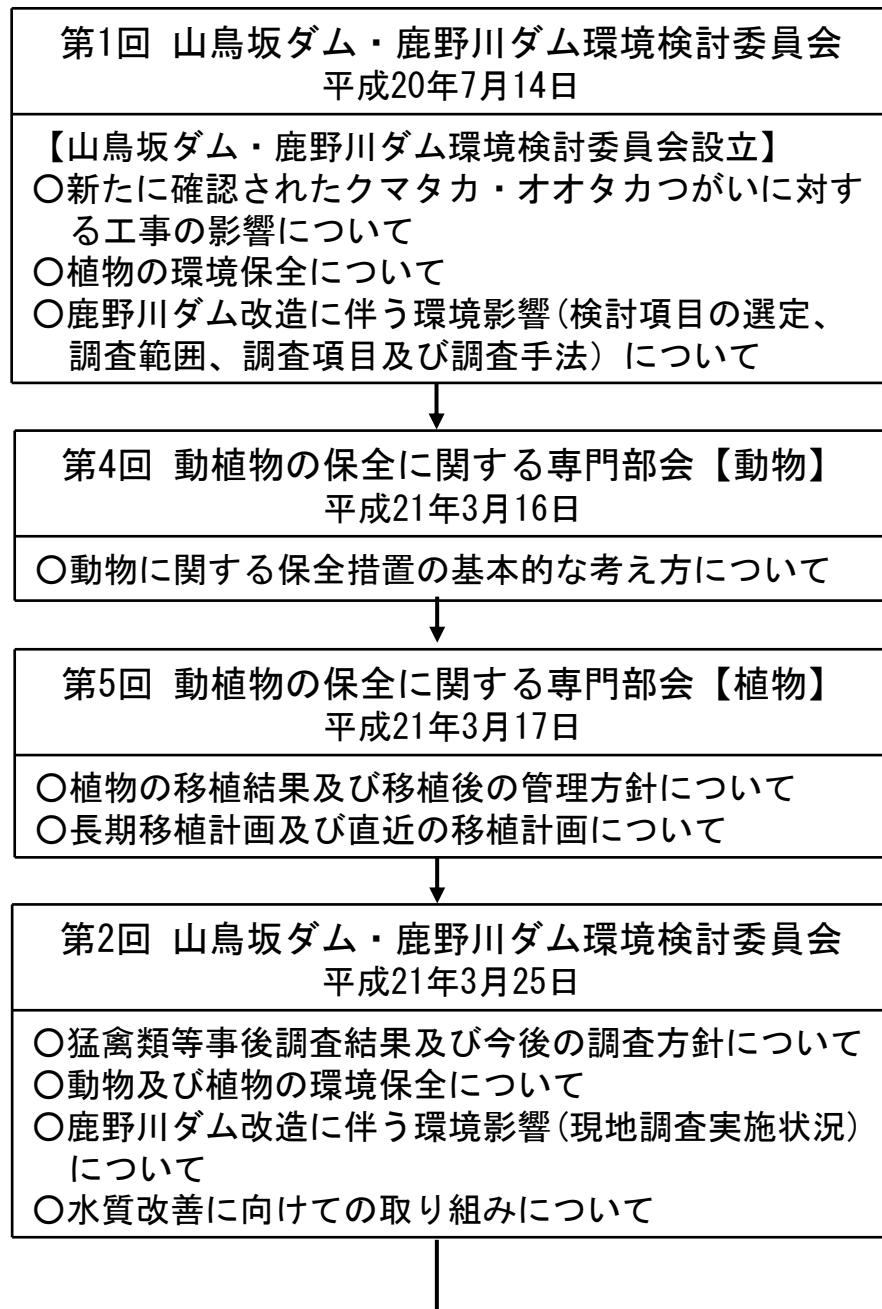 第1回 山鳥坂ダム・鹿野川ダム環境検討委員会
平成20年7月14日
【山鳥坂ダム・鹿野川ダム環境検討委員会設立】
○新たに確認されたクマタカ・オオタカつがいに対す
る工事の影響について
○植物の環境保全について
○鹿野川ダム改造に伴う環境影響(検討項目の選定、
調査範囲、調査項目及び調査手法）について
第4回 動植物の保全に関する専門部会【動物】
平成21年3月16日
○動物に関する保全措置の基本的な考え方について
第5回 動植物の保全に関する専門部会【植物】
平成21年3月17日
○植物の移植結果及び移植後の管理方針について
○長期移植計画及び直近の移植計画について
第2回 山鳥坂ダム・鹿野川ダム環境検討委員会
平成21年3月25日
○猛禽類等事後調査結果及び今後の調査方針について
○動物及び植物の環境保全について
○鹿野川ダム改造に伴う環境影響(現地調査実施状況)
について
○水質改善に向けての取り組みについて